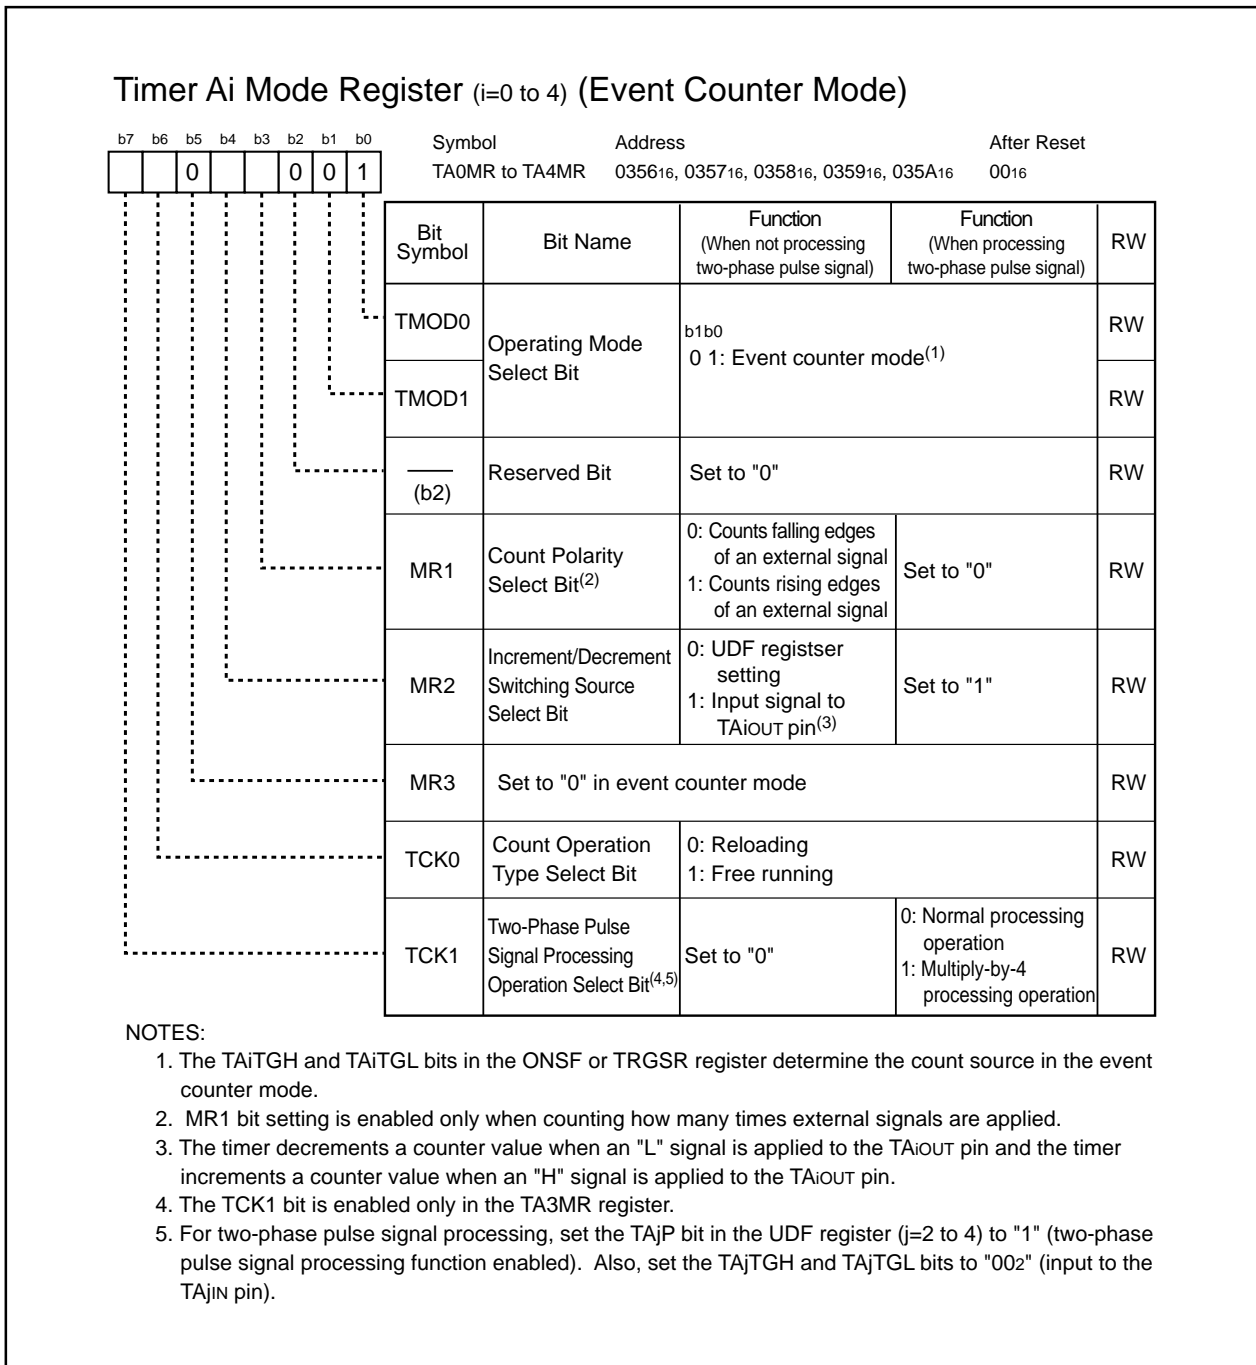 Timer Ai Mode Register (i=0 to 4) (Event Counter Mode)
b7 b6 b5 b4 b3 b2 b1 b0
Symbol Address After Reset
0 0 0 1
TA0MR to TA4MR 035616, 035716, 035816, 035916, 035A16 0016
Bit Symbol
Bit Name
Function
(When not processing
two-phase pulse signal)
Function
(When processing
two-phase pulse signal)
RW
TMOD0
Operating Mode
Select Bit
b1b0
0 1: Event counter mode(1)
RW
TMOD1
RW
(b2)
Reserved Bit
Set to "0"
RW
MR1
Count Polarity
Select Bit(2)
0: Counts falling edges
of an external signal
1: Counts rising edges
of an external signal
Set to "0"
RW
MR2
Increment/Decrement
Switching Source
Select Bit
0: UDF registser
setting
1: Input signal to
TAiOUT pin(3)
Set to "1"
RW
MR3
Set to "0" in event counter mode
RW
TCK0
Count Operation
Type Select Bit
0: Reloading
1: Free running
RW
TCK1
Two-Phase Pulse
Signal Processing
Operation Select Bit(4,5)
Set to "0"
0: Normal processing
operation
1: Multiply-by-4
processing operation
RW
NOTES:
1. The TAiTGH and TAiTGL bits in the ONSF or TRGSR register determine the count source in the event
counter mode.
2. MR1 bit setting is enabled only when counting how many times external signals are applied.
3. The timer decrements a counter value when an "L" signal is applied to the TAiOUT pin and the timer
increments a counter value when an "H" signal is applied to the TAiOUT pin.
4. The TCK1 bit is enabled only in the TA3MR register.
5. For two-phase pulse signal processing, set the TAjP bit in the UDF register (j=2 to 4) to "1" (two-phase
pulse signal processing function enabled). Also, set the TAjTGH and TAjTGL bits to "002" (input to the
TAjIN pin).